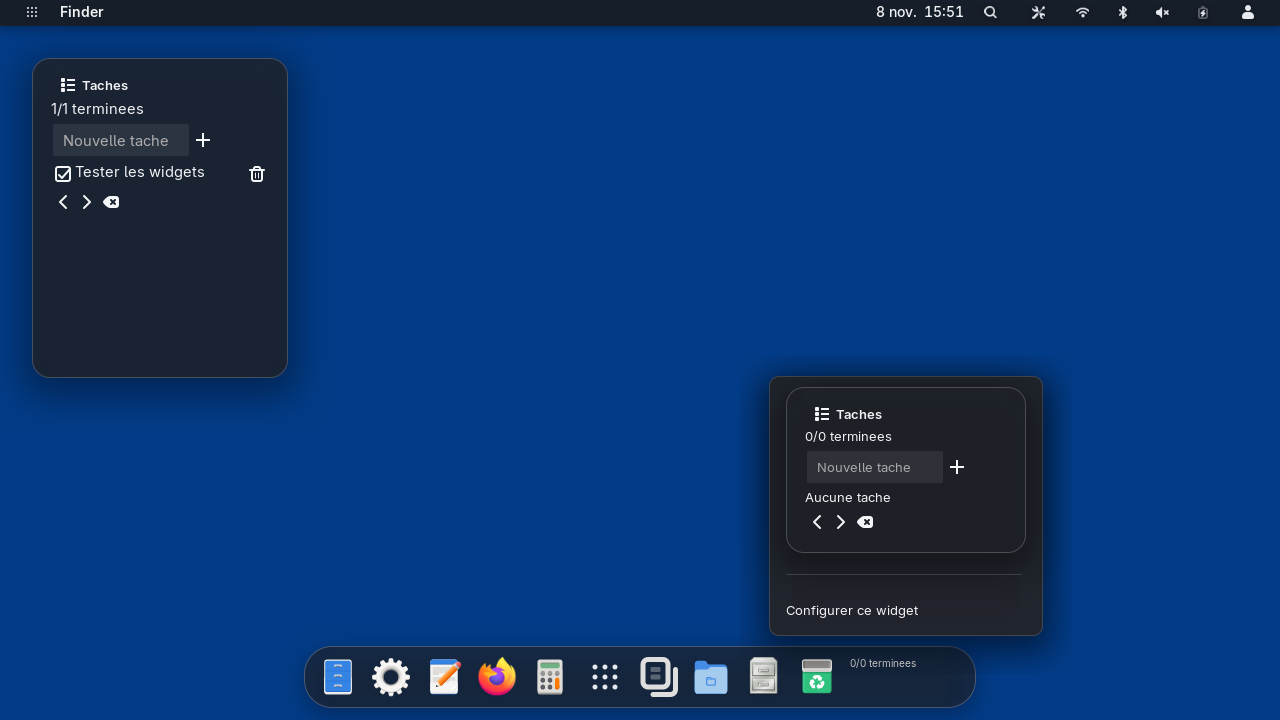 Finder
8 nov. 15:51
Taches
1/1 terminees
Nouvelle tache
Tester les widgets
Taches
0/0 terminees
Nouvelle tache
Aucune tache
Configurer ce widget
0/0 terminees